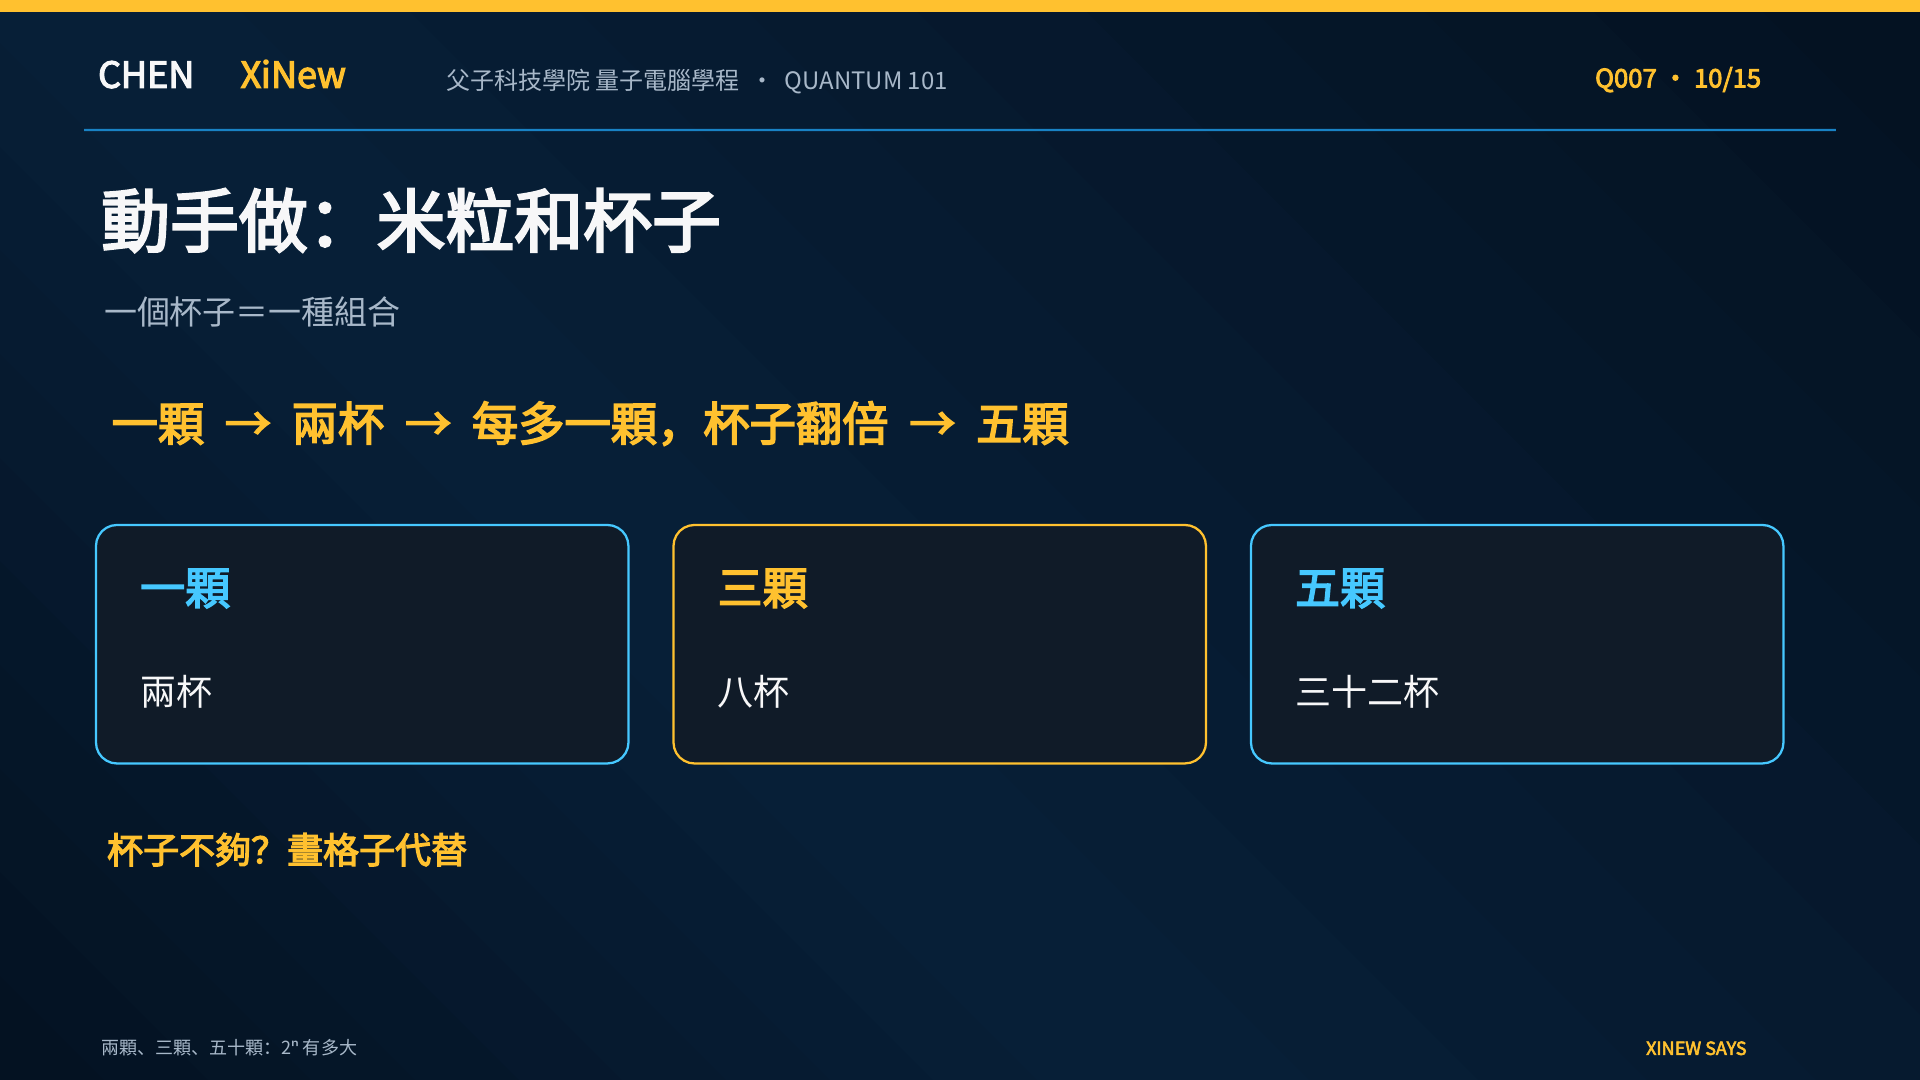 CHEN XiNew 父子科技學院 量子電腦學程 • QUANTUM 101 Q007 • 10/15
動手做：米粒和杯子
一個杯子＝一種組合
一顆 → 兩杯 → 每多一顆，杯子翻倍 → 五顆
一顆
兩杯
三顆
八杯
五顆
三十二杯
杯子不夠？畫格子代替
兩顆、三顆、五十顆：2ⁿ 有多大
XINEW SAYS